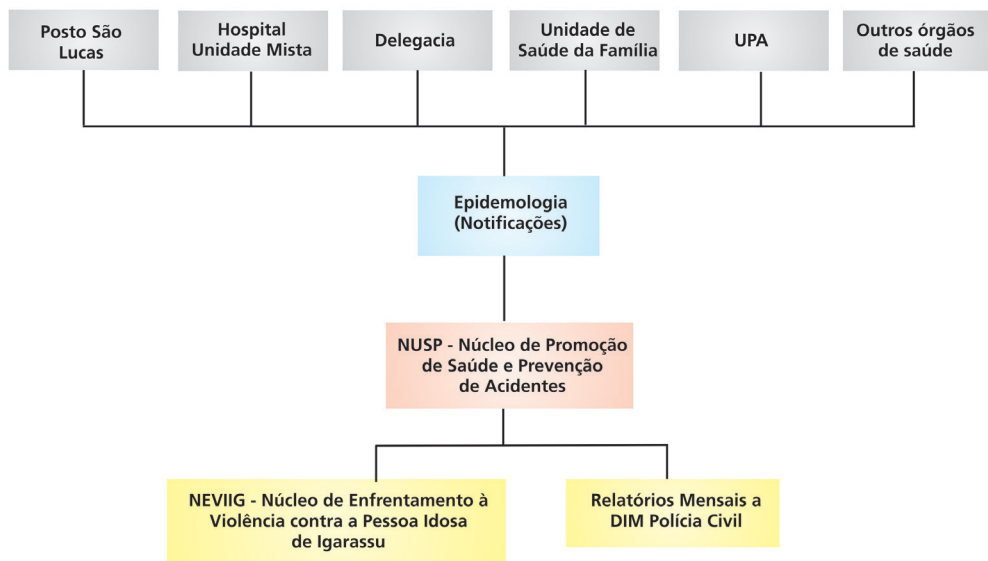 Posto São
Lucas
Hospital
Unidade Mista
Delegacia
Unidade de
Saúde da Família
UPA
Outros órgãos
de saúde
Epidemologia
(Notificações)
NUSP - Núcleo de Promoção
de Saúde e Prevenção
de Acidentes
NEVIIG - Núcleo de Enfrentamento à
Violência contra a Pessoa Idosa
de Igarassu
Relatórios Mensais a
DIM Polícia Civil